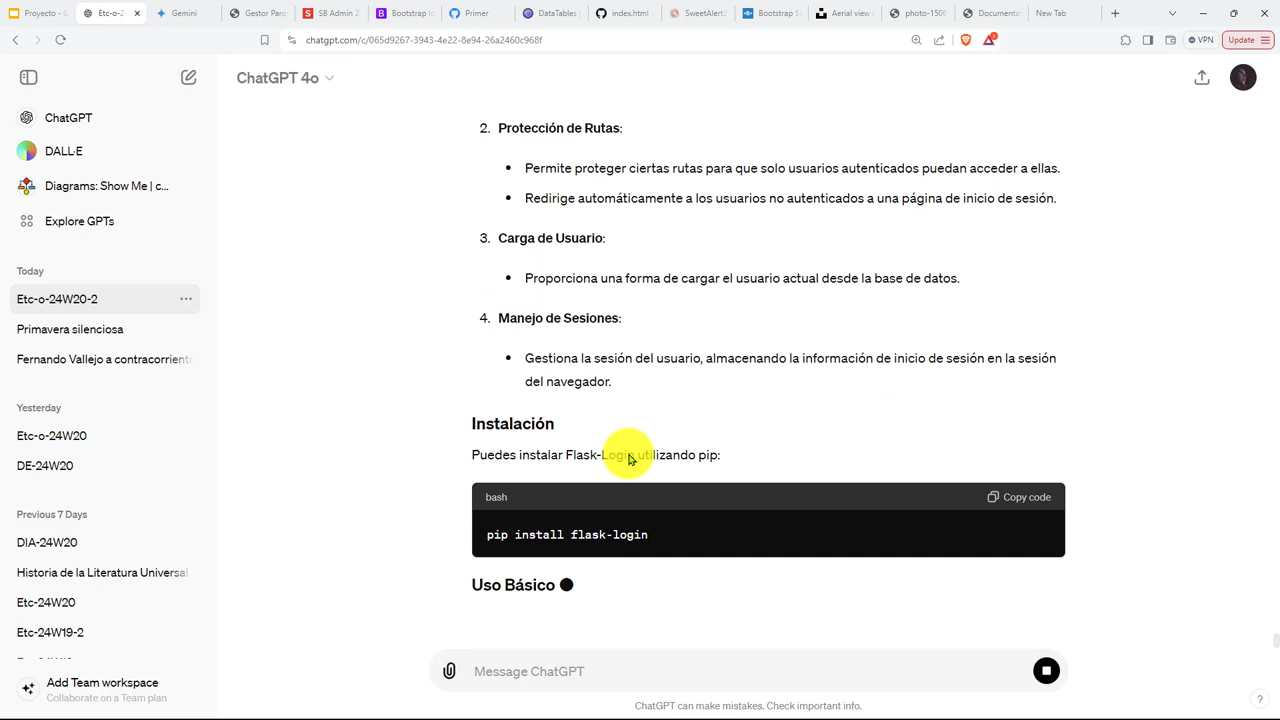 Proyecto - G
Etc-o-2
Gemini
Gestor Parq
SB Admin 2
Bootstrap Ic
Primer
DataTables |
index.html -
SweetAlert2
Bootstrap S
Aerial view o
photo-1506
Documenta
New Tab
chatgpt.com/c/065d9267-3943-4e22-8e94-26a2460c968f
VPN
Update
ChatGPT 4o
ChatGPT
DALL·E
Diagrams: Show Me | c...
Explore GPTs
Today
Etc-o-24W20-2
Primavera silenciosa
Fernando Vallejo a contracorriente
Yesterday
Etc-o-24W20
DE-24W20
Previous 7 Days
DIA-24W20
Historia de la Literatura Universal
Etc-24W20
Etc-24W19-2
Add Team workspace
Collaborate on a Team plan
2. Protección de Rutas:
• Permite proteger ciertas rutas para que solo usuarios autenticados puedan acceder a ellas.
• Redirige automáticamente a los usuarios no autenticados a una página de inicio de sesión.
3. Carga de Usuario:
• Proporciona una forma de cargar el usuario actual desde la base de datos.
4. Manejo de Sesiones:
• Gestiona la sesión del usuario, almacenando la información de inicio de sesión en la sesión
del navegador.
Instalación
Puedes instalar Flask-Login utilizando pip:
bash
Copy code
pip install flask-login
Uso Básico
Message ChatGPT
ChatGPT can make mistakes. Check important info.
?